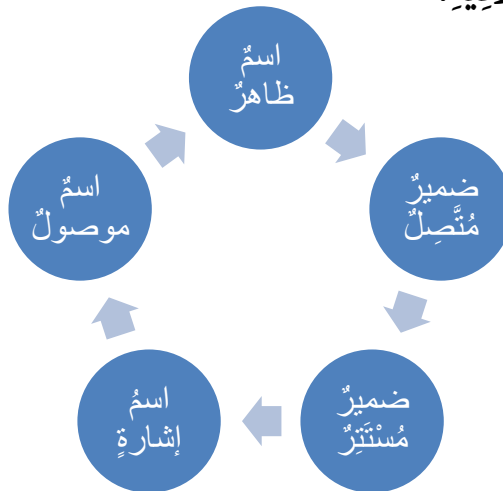 اسمٌ
ظاهرٌ
ضميرٌ
مُتَّصِلٌ
ضميرٌ
مُسْتَتِرٌ
اسمُ
إشارةٍ
اسمٌ
موصولٌ